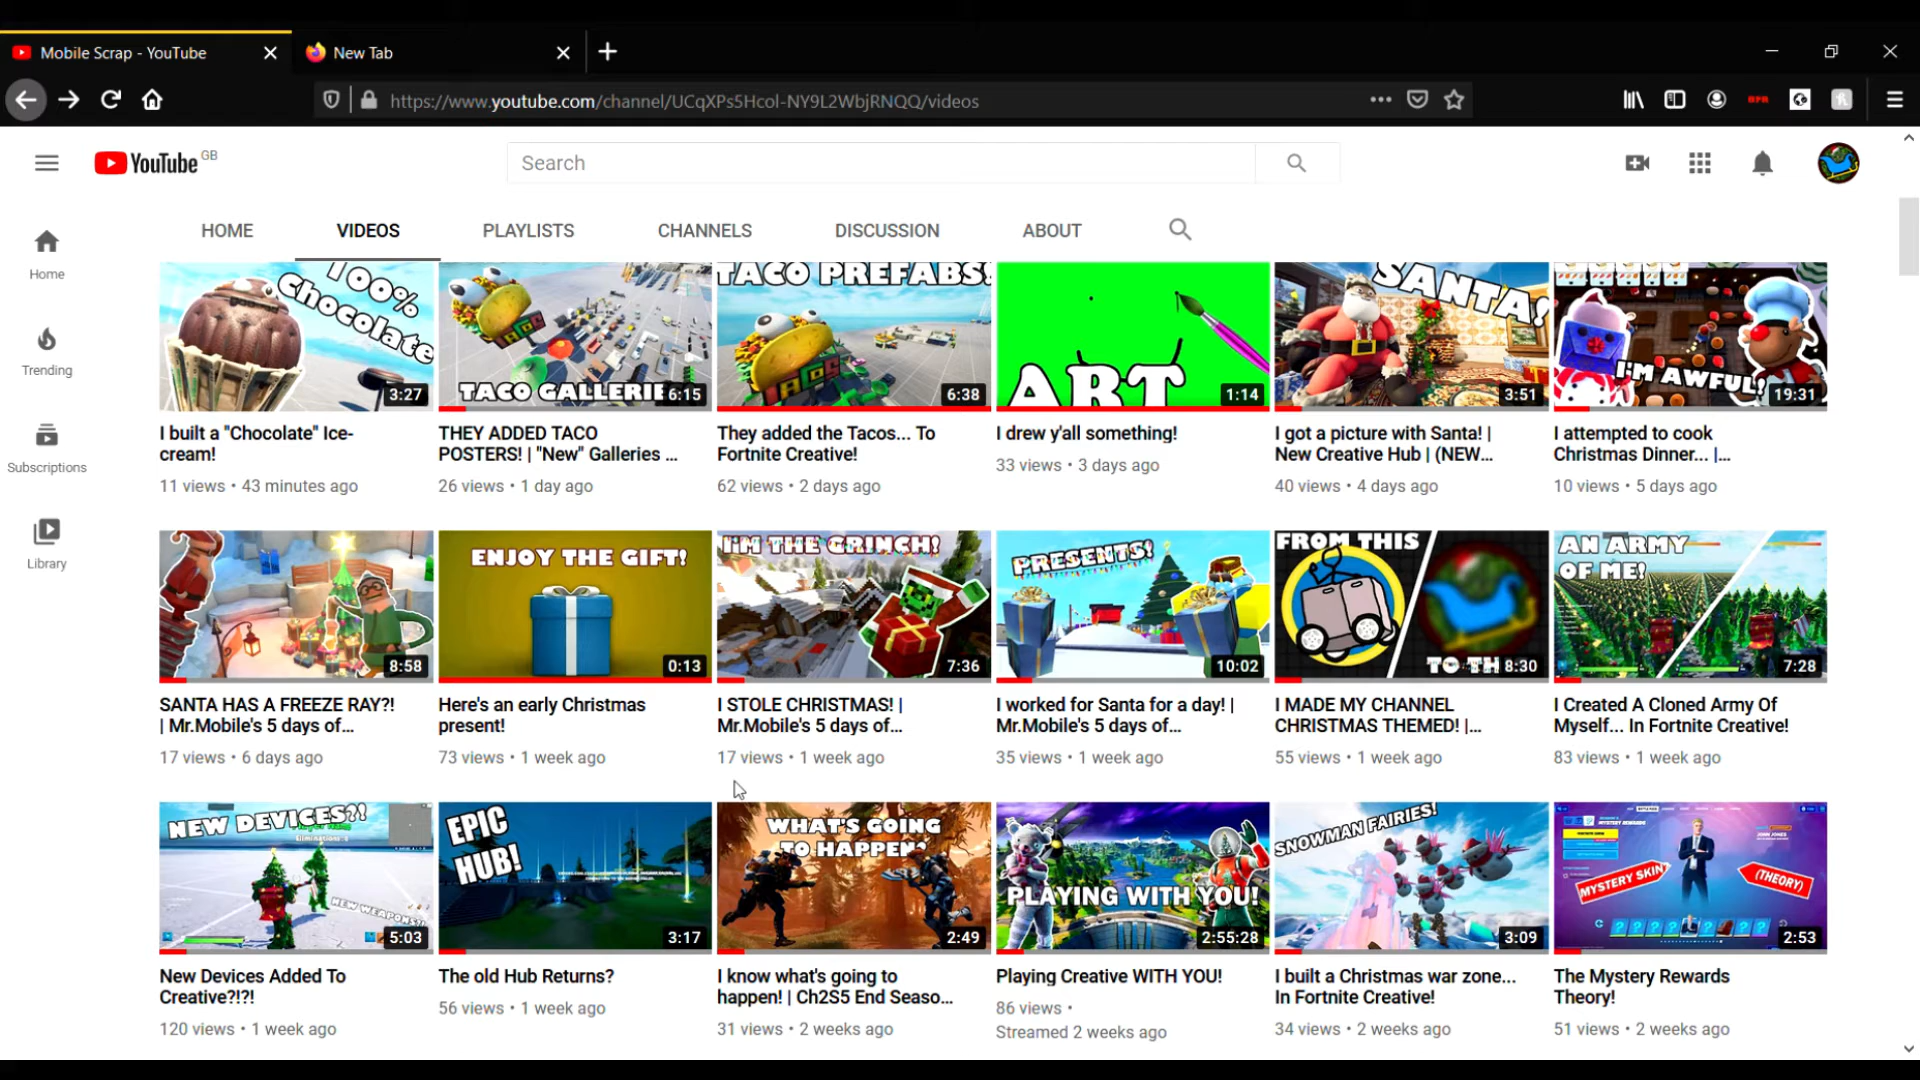 Mobile Scrap - YouTube
New Tab
https://www.youtube.com/channel/UCqXPs5Hcol-NY9L2WbjRNQQ/videos
YouTube GB
Search
HOME VIDEOS PLAYLISTS CHANNELS DISCUSSION ABOUT
Home
Trending
Subscriptions
Library
100%
chocolate
3:27
TACO GALLERIE
6:15
TACO PREFABS!
6:38
ART
1:14
SANTA!
3:51
I'M AWFUL!
19:31
I built a "Chocolate" Ice-
cream!
11 views • 43 minutes ago
THEY ADDED TACO
POSTERS! | "New" Galleries ...
26 views • 1 day ago
They added the Tacos... To
Fortnite Creative!
62 views • 2 days ago
I drew y'all something!
33 views • 3 days ago
I got a picture with Santa! |
New Creative Hub | (NEW...
40 views • 4 days ago
I attempted to cook
Christmas Dinner... |...
10 views • 5 days ago
8:58
ENJOY THE GIFT!
0:13
I'M THE GRINCH!
7:36
PRESENTS!
10:02
FROM THIS
TO TH
8:30
AN ARMY
OF ME!
7:28
SANTA HAS A FREEZE RAY?!
| Mr.Mobile's 5 days of...
17 views • 6 days ago
Here's an early Christmas
present!
73 views • 1 week ago
I STOLE CHRISTMAS! |
Mr.Mobile's 5 days of...
17 views • 1 week ago
I worked for Santa for a day! |
Mr.Mobile's 5 days of...
35 views • 1 week ago
I MADE MY CHANNEL
CHRISTMAS THEMED! |...
55 views • 1 week ago
I Created A Cloned Army Of
Myself... In Fortnite Creative!
83 views • 1 week ago
NEW DEVICES?!
Eliminations
NEW WEAPONS?!
5:03
EPIC
HUB!
3:17
WHAT'S GOING
TO HAPPEN?
2:49
PLAYING WITH YOU!
2:55:28
SNOWMAN FAIRIES!
3:09
MYSTERY REWARDS
JOHN JONES
MYSTERY SKIN
(THEORY)
2:53
New Devices Added To
Creative?!?!
120 views • 1 week ago
The old Hub Returns?
56 views • 1 week ago
I know what's going to
happen! | Ch2S5 End Seaso...
31 views • 2 weeks ago
Playing Creative WITH YOU!
86 views •
Streamed 2 weeks ago
I built a Christmas war zone...
In Fortnite Creative!
34 views • 2 weeks ago
The Mystery Rewards
Theory!
51 views • 2 weeks ago